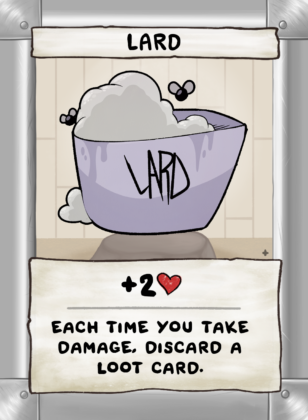 LARD
LARD
+2❤
EACH TIME YOU TAKE
DAMAGE, DISCARD A
LOOT CARD.